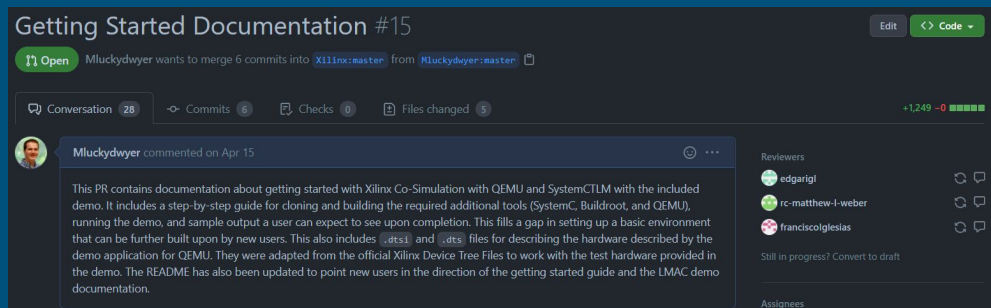 Getting Started Documentation #15
Edit
<> Code
Open
Mluckydwyer wants to merge 6 commits into Xilinx:master from Mluckydwyer:master
Conversation 28
Commits 6
Checks 0
Files changed 5
+1,249 −0
Mluckydwyer commented on Apr 15
This PR contains documentation about getting started with Xilinx Co-Simulation with QEMU and SystemCTLM with the included
demo. It includes a step-by-step guide for cloning and building the required additional tools (SystemC, Buildroot, and QEMU),
running the demo, and sample output a user can expect to see upon completion. This fills a gap in setting up a basic environment
that can be further built upon by new users. This also includes .dtsi and .dts files for describing the hardware described by the
demo application for QEMU. They were adapted from the official Xilinx Device Tree Files to work with the test hardware provided in
the demo. The README has also been updated to point new users in the direction of the getting started guide and the LMAC demo
documentation.
Reviewers
edgarigl
rc-matthew-l-weber
franciscoIglesias
Still in progress? Convert to draft
Assignees